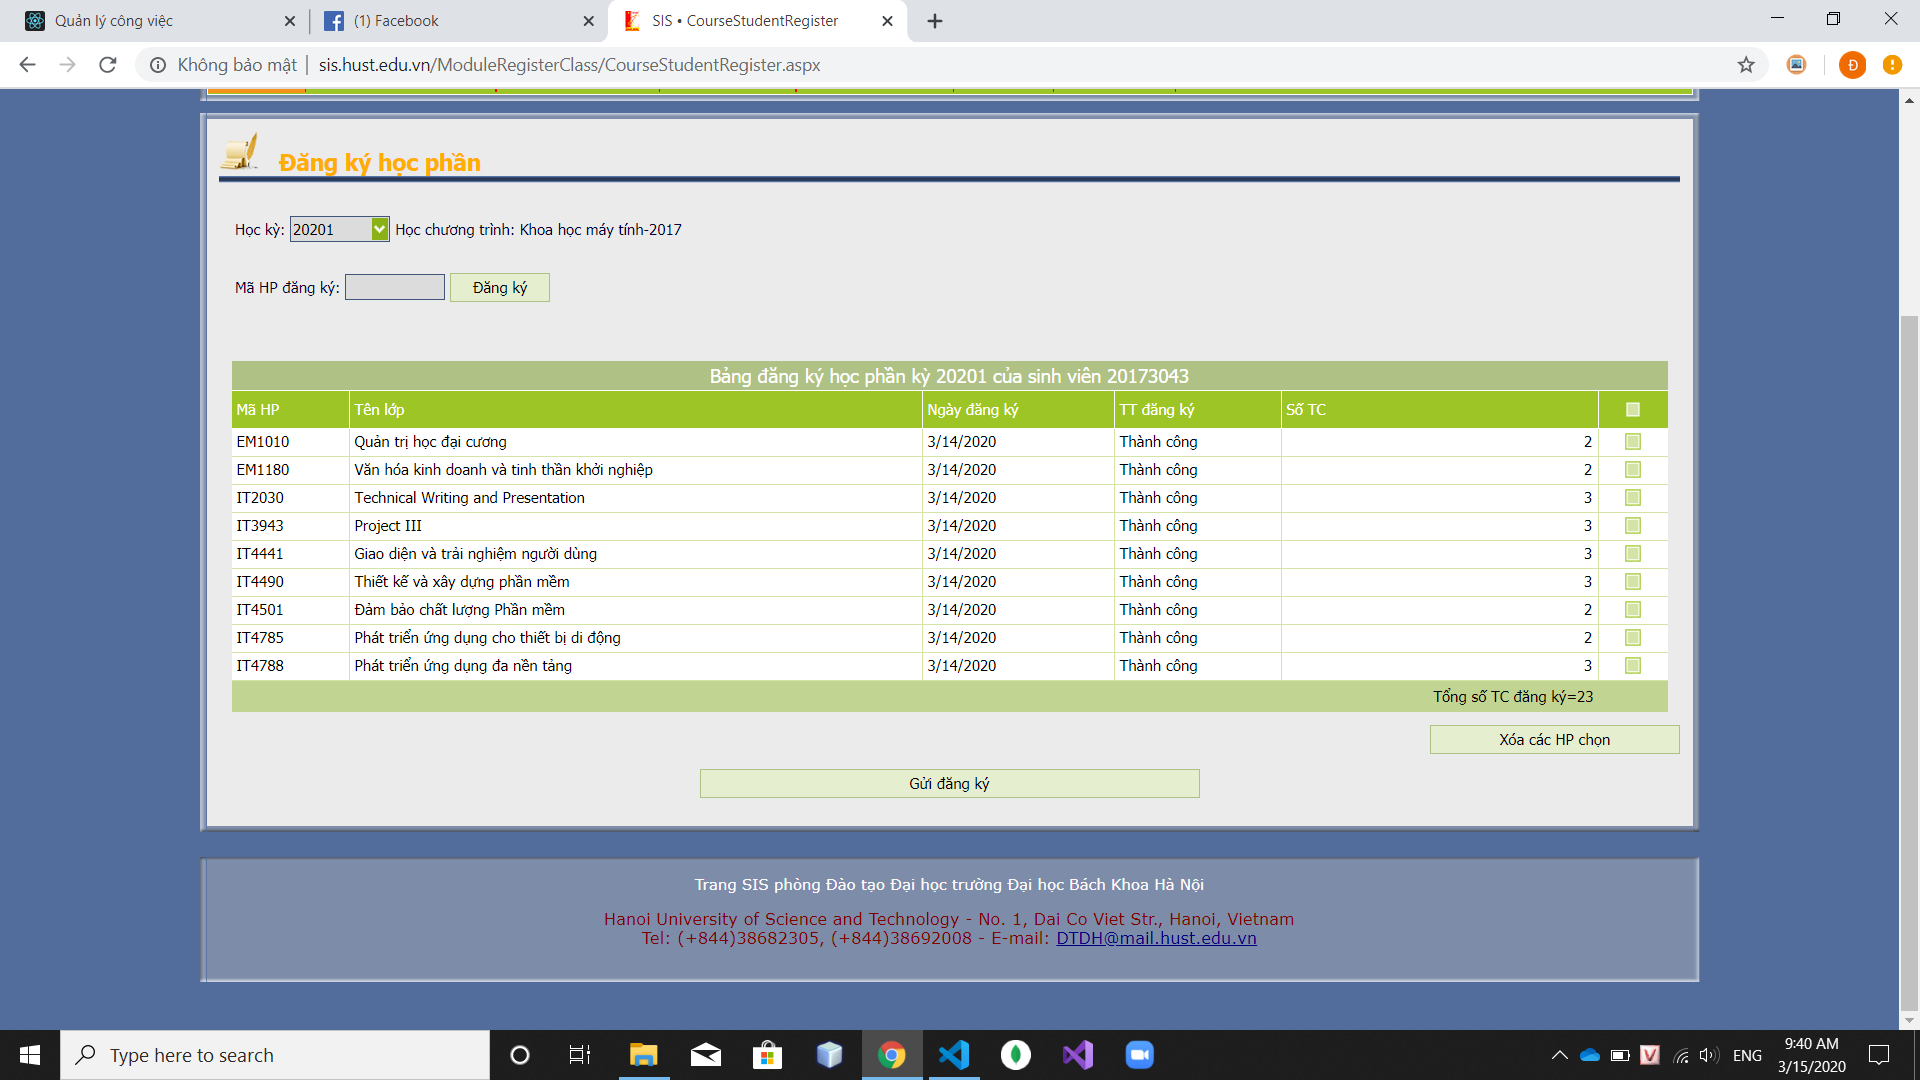 Quản lý công việc
(1) Facebook
SIS • CourseStudentRegister
Không bảo mật | sis.hust.edu.vn/ModuleRegisterClass/CourseStudentRegister.aspx
Đ
Đăng ký học phần
Học kỳ: 20201 Học chương trình: Khoa học máy tính-2017
Mã HP đăng ký: Đăng ký
Bảng đăng ký học phần kỳ 20201 của sinh viên 20173043
Mã HP Tên lớp Ngày đăng ký TT đăng ký Số TC
EM1010 Quản trị học đại cương 3/14/2020 Thành công 2
EM1180 Văn hóa kinh doanh và tinh thần khởi nghiệp 3/14/2020 Thành công 2
IT2030 Technical Writing and Presentation 3/14/2020 Thành công 3
IT3943 Project III 3/14/2020 Thành công 3
IT4441 Giao diện và trải nghiệm người dùng 3/14/2020 Thành công 3
IT4490 Thiết kế và xây dựng phần mềm 3/14/2020 Thành công 3
IT4501 Đảm bảo chất lượng Phần mềm 3/14/2020 Thành công 2
IT4785 Phát triển ứng dụng cho thiết bị di động 3/14/2020 Thành công 2
IT4788 Phát triển ứng dụng đa nền tảng 3/14/2020 Thành công 3
Tổng số TC đăng ký=23
Xóa các HP chọn
Gửi đăng ký
Trang SIS phòng Đào tạo Đại học trường Đại học Bách Khoa Hà Nội
Hanoi University of Science and Technology - No. 1, Dai Co Viet Str., Hanoi, Vietnam
Tel: (+844)38682305, (+844)38692008 - E-mail: DTDH@mail.hust.edu.vn
Type here to search
ENG
9:40 AM
3/15/2020